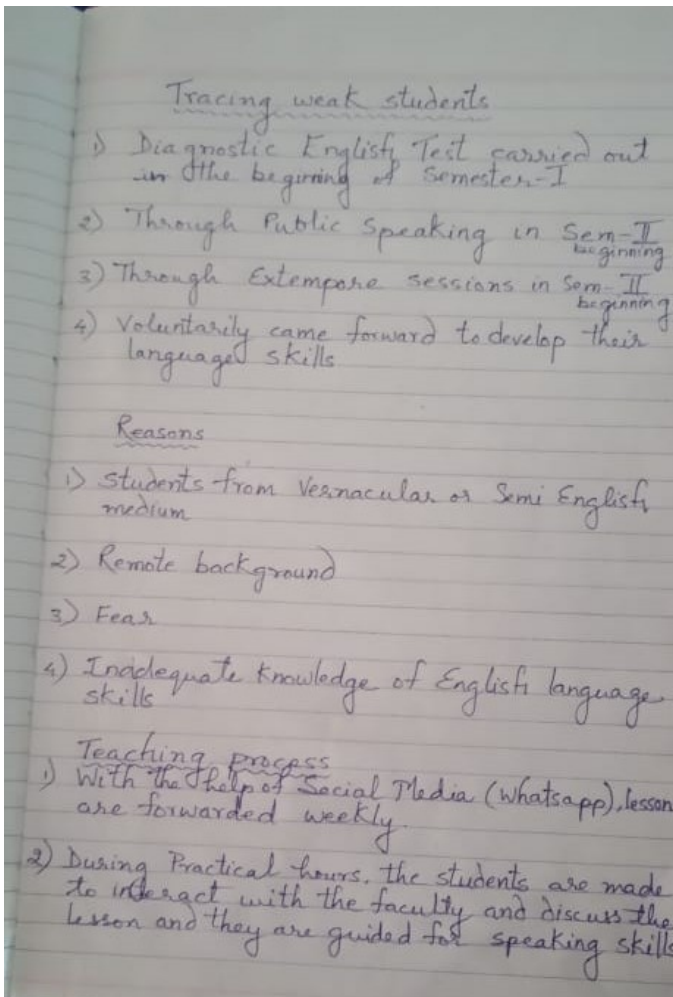 Tracing weak students
1) Diagnostic English Test carried out
in the beginning of Semester-I
2) Through Public Speaking in Sem-II
beginning
3) Through Extempore sessions in Sem-II
beginning
4) Voluntarily came forward to develop their
language skills
Reasons
1) Students from Vernacular or Semi English
medium
2) Remote background
3) Fear
4) Inadequate knowledge of English language
skills
Teaching process
1) With the help of Social Media (Whatsapp), lesson
are forwarded weekly.
2) During Practical hours, the students are made
to interact with the faculty and discuss the
lesson and they are guided for speaking skills